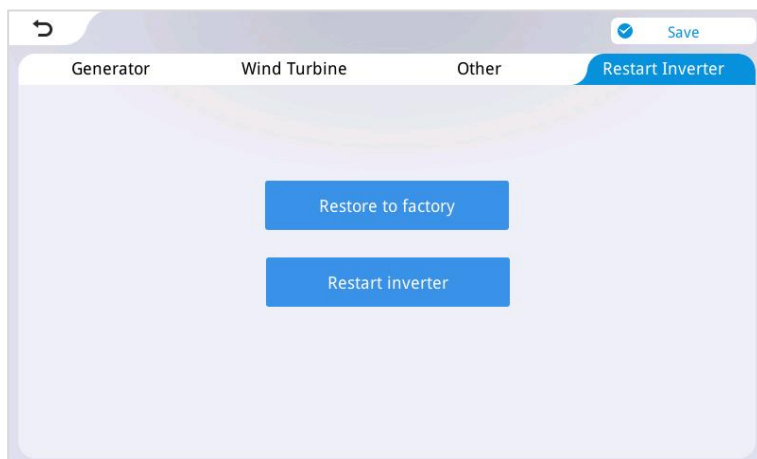 Save
Generator Wind Turbine Other Restart Inverter
Restore to factory
Restart inverter